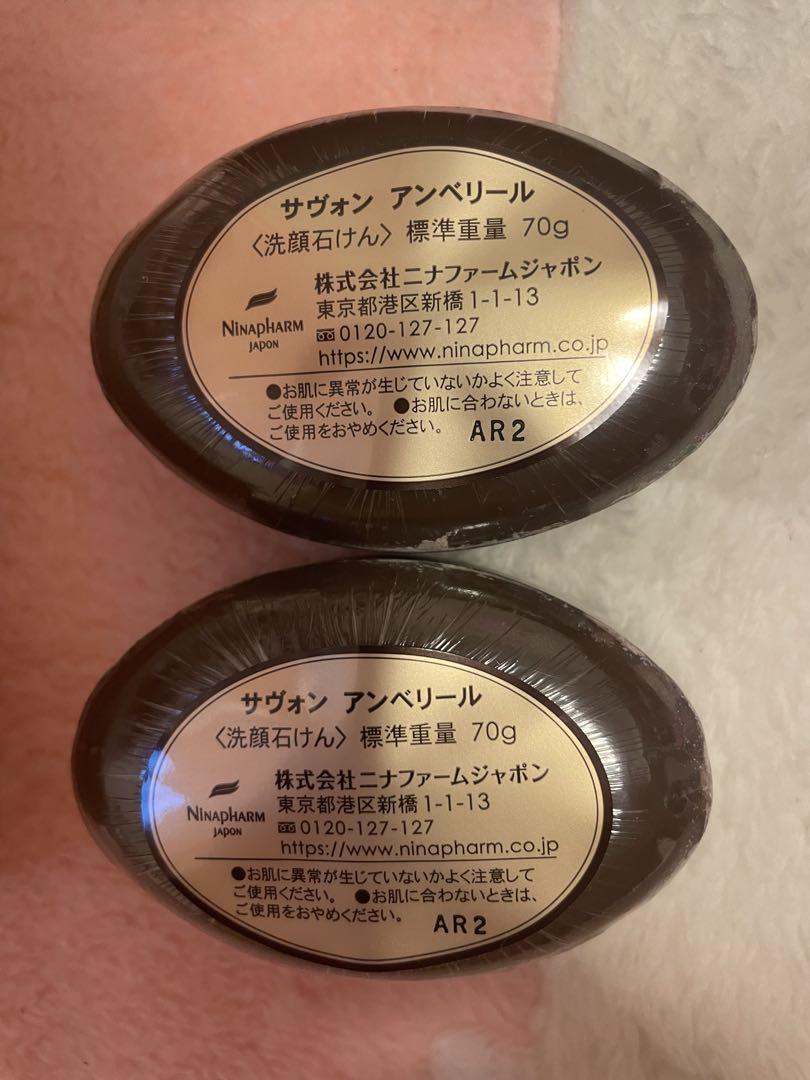 サヴォン アンベリール
〈洗顔石けん〉 標準重量 70g
株式会社ニナファームジャポン
東京都港区新橋1-1-13
0120-127-127
https://www.ninapharm.co.jp
NINAPHARM
JAPON
●お肌に異常が生じていないかよく注意して
ご使用ください。 ●お肌に合わないときは、
ご使用をおやめください。 AR2
サヴォン アンベリール
〈洗顔石けん〉 標準重量 70g
株式会社ニナファームジャポン
東京都港区新橋1-1-13
0120-127-127
https://www.ninapharm.co.jp
NINAPHARM
JAPON
●お肌に異常が生じていないかよく注意して
ご使用ください。 ●お肌に合わないときは、
ご使用をおやめください。 AR2